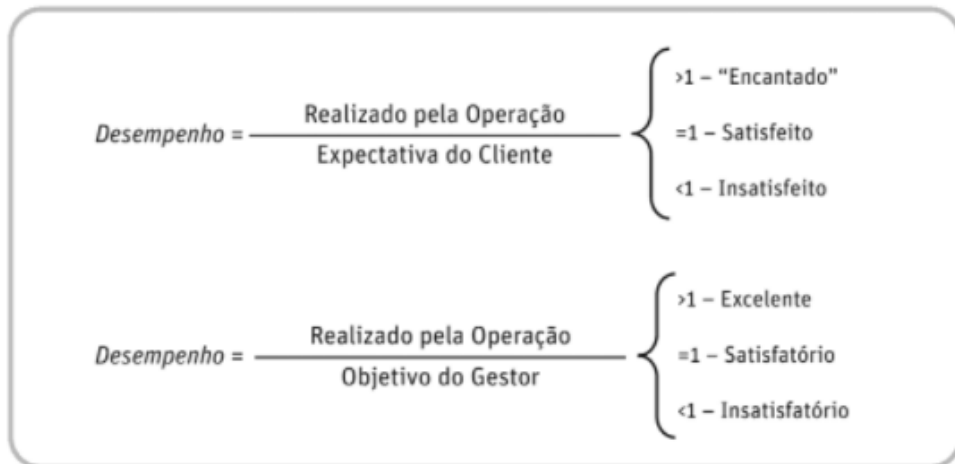 Desempenho =
Realizado pela Operação
Expectativa do Cliente
>1 – “Encantado”
=1 – Satisfeito
<1 – Insatisfeito
Desempenho =
Realizado pela Operação
Objetivo do Gestor
>1 – Excelente
=1 – Satisfatório
<1 – Insatisfatório